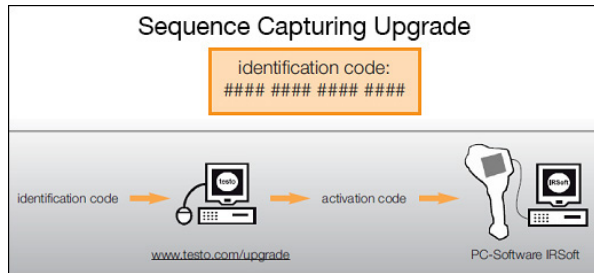 Sequence Capturing Upgrade
identification code:
#### #### #### ####
identification code
testo
activation code
IRSoft
www.testo.com/upgrade
PC-Software IRSoft